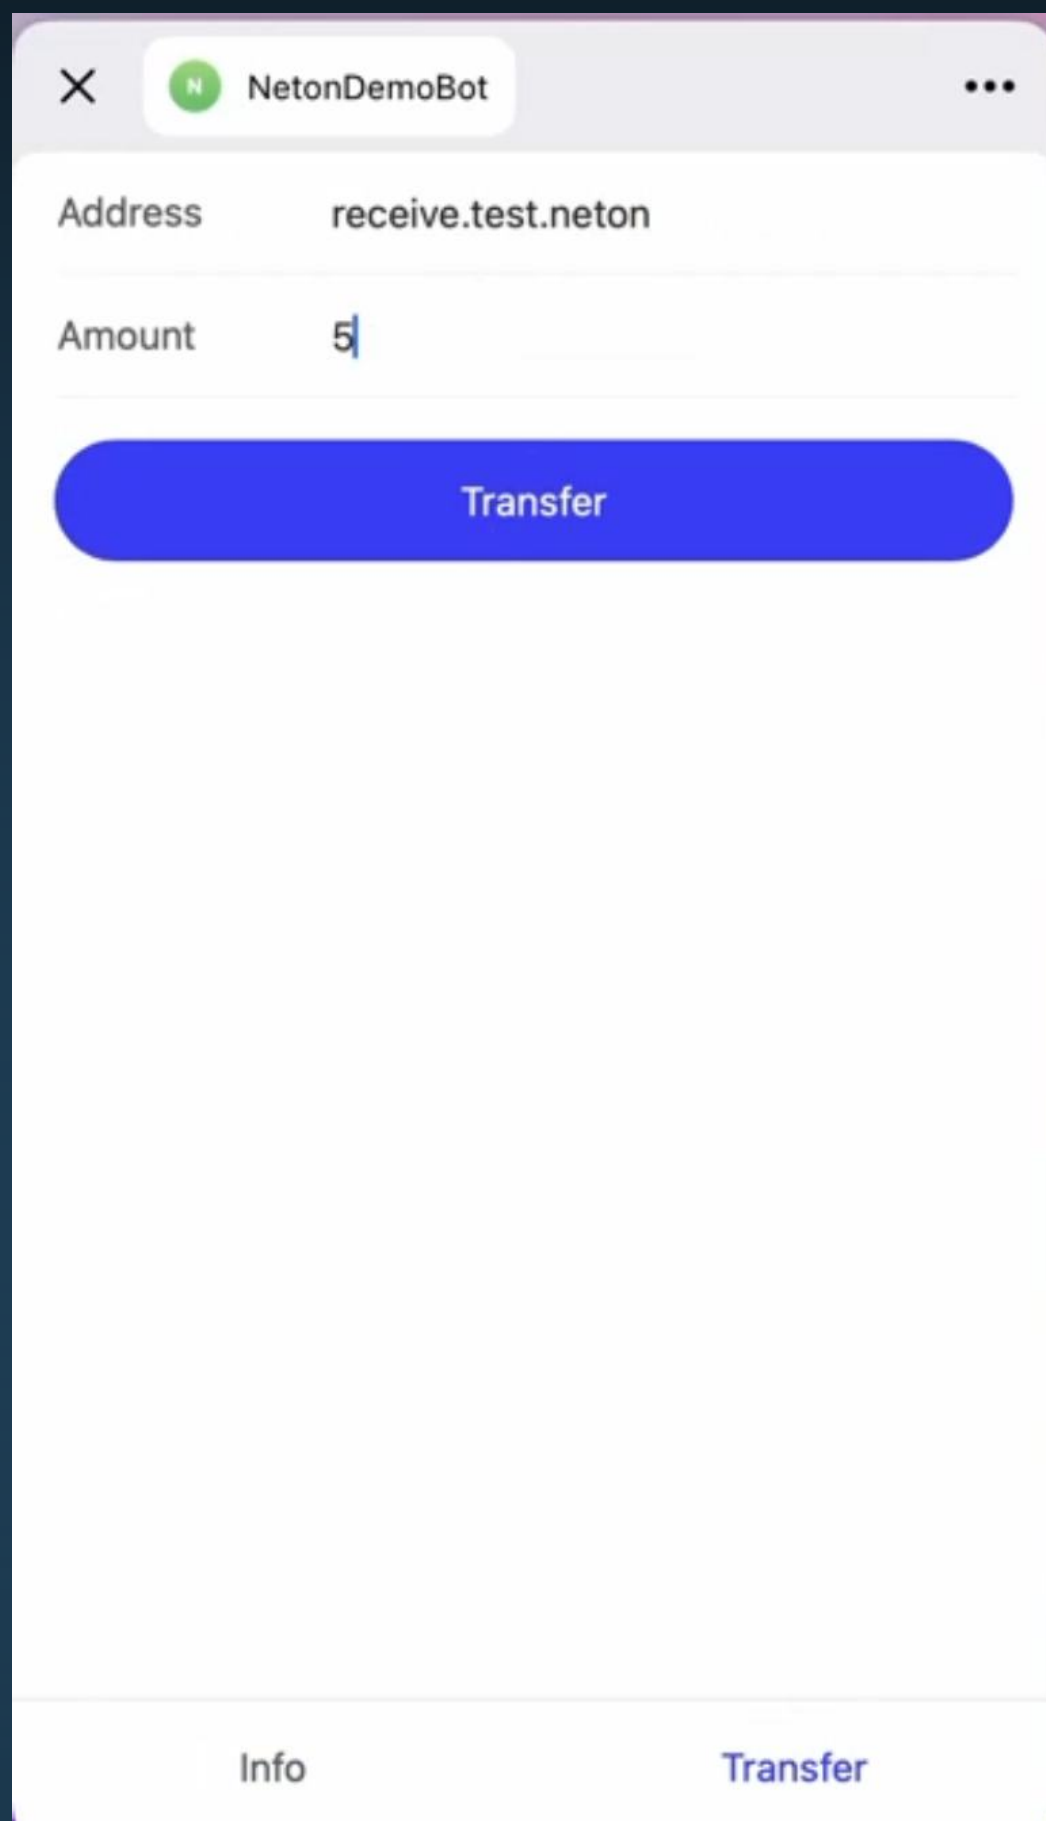 N NetonDemoBot
Address receive.test.neton
Amount 5
Transfer
Info Transfer